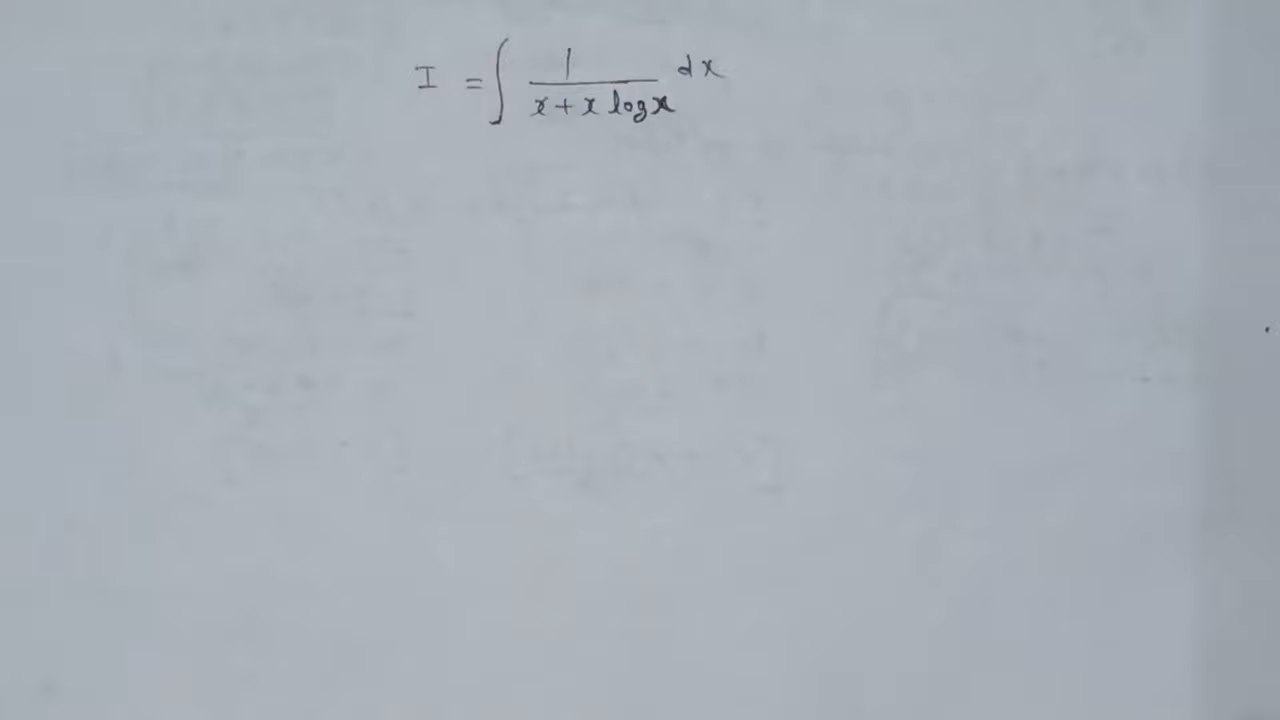 I = ∫ 1/(x + x log x) dx